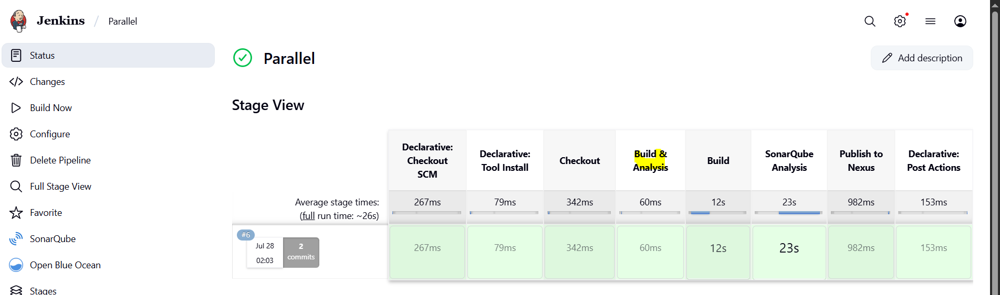 Jenkins / Parallel
Status
Changes
Build Now
Configure
Delete Pipeline
Full Stage View
Favorite
SonarQube
Open Blue Ocean
Stages
Parallel
Add description
Stage View
Declarative:
Checkout
SCM
Declarative:
Tool Install
Checkout
Build &
Analysis
Build
SonarQube
Analysis
Publish to
Nexus
Declarative:
Post Actions
Average stage times:
(full run time: ~26s)
267ms
79ms
342ms
60ms
12s
23s
982ms
153ms
#6
Jul 28
02:03
2
commits
267ms
79ms
342ms
60ms
12s
23s
982ms
153ms